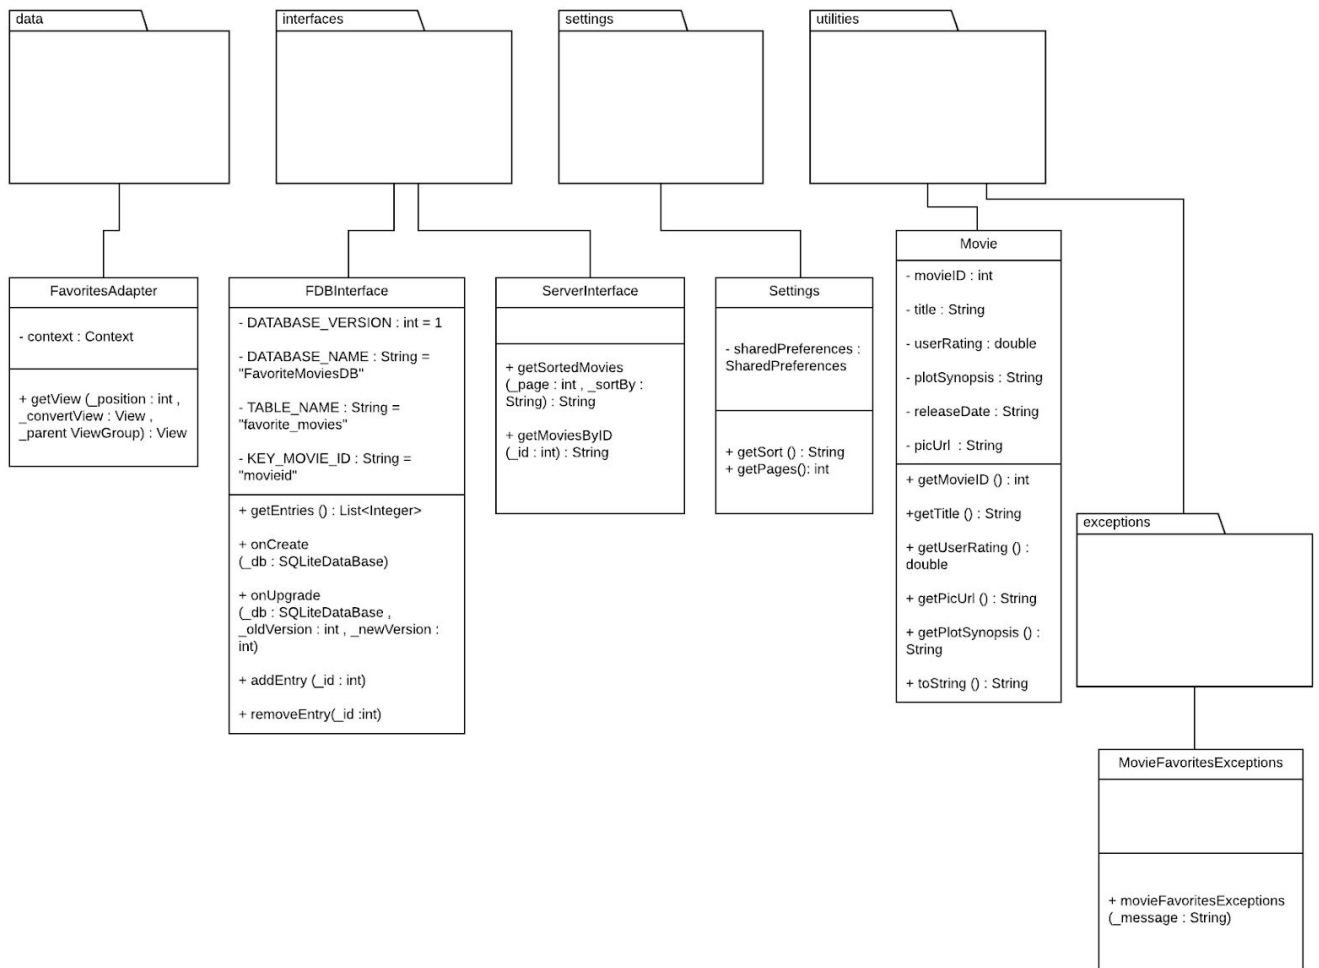 data
interfaces
settings
utilities
FavoritesAdapter
- context : Context
+ getView (_position : int ,
_convertView : View ,
_parent ViewGroup) : View
FDBInterface
- DATABASE_VERSION : int = 1
- DATABASE_NAME : String =
"FavoriteMoviesDB"
- TABLE_NAME : String =
"favorite_movies"
- KEY_MOVIE_ID : String =
"movieid"
+ getEntries () : List<Integer>
+ onCreate
(_db : SQLiteDataBase)
+ onUpgrade
(_db : SQLiteDataBase ,
_oldVersion : int , _newVersion :
int)
+ addEntry (_id : int)
+ removeEntry(_id :int)
ServerInterface
+ getSortedMovies
(_page : int , _sortBy :
String) : String
+ getMoviesByID
(_id : int) : String
Settings
- sharedPreferences :
SharedPreferences
+ getSort () : String
+ getPages(): int
Movie
- movieID : int
- title : String
- userRating : double
- plotSynopsis : String
- releaseDate : String
- picUrl  : String
+ getMovieID () : int
+getTitle () : String
+ getUserRating () :
double
+ getPicUrl () : String
+ getPlotSynopsis () :
String
+ toString () : String
exceptions
MovieFavoritesExceptions
+ movieFavoritesExceptions
(_message : String)